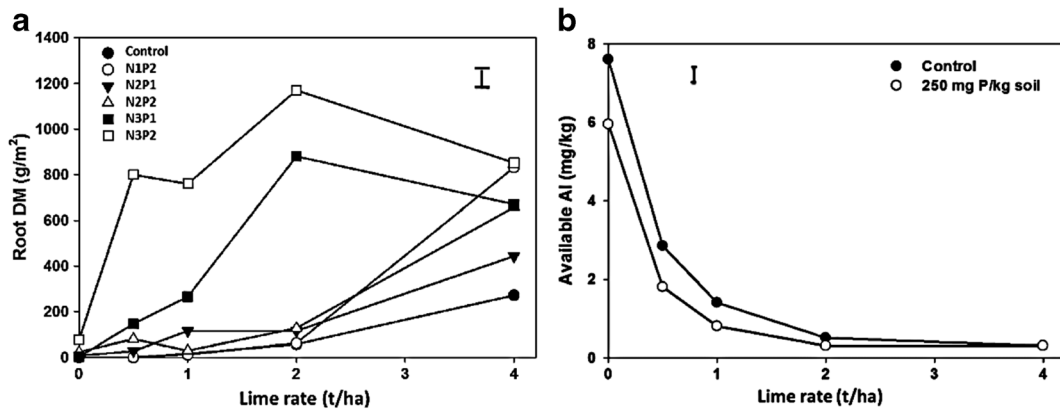 a
1400
1200
1000
800
600
400
200
0
Root DM (g/m²)
Control
N1P2
N2P1
N2P2
N3P1
N3P2
0
1
2
3
4
Lime rate (t/ha)
b
8
6
4
2
0
Available Al (mg/kg)
Control
250 mg P/kg soil
0
1
2
3
4
Lime rate (t/ha)